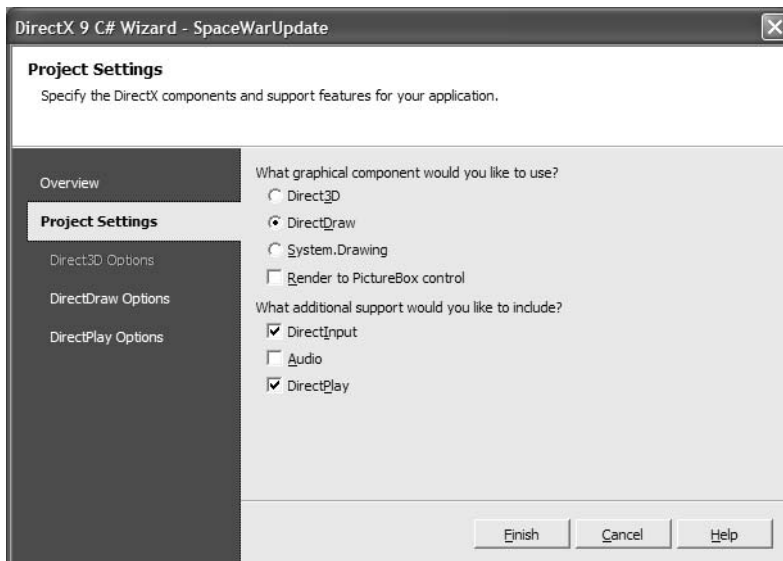 DirectX 9 C# Wizard - SpaceWarUpdate
Project Settings
Specify the DirectX components and support features for your application.
Overview
Project Settings
Direct3D Options
DirectDraw Options
DirectPlay Options
What graphical component would you like to use?
Direct3D
DirectDraw
System.Drawing
Render to PictureBox control
What additional support would you like to include?
DirectInput
Audio
DirectPlay
Finish
Cancel
Help